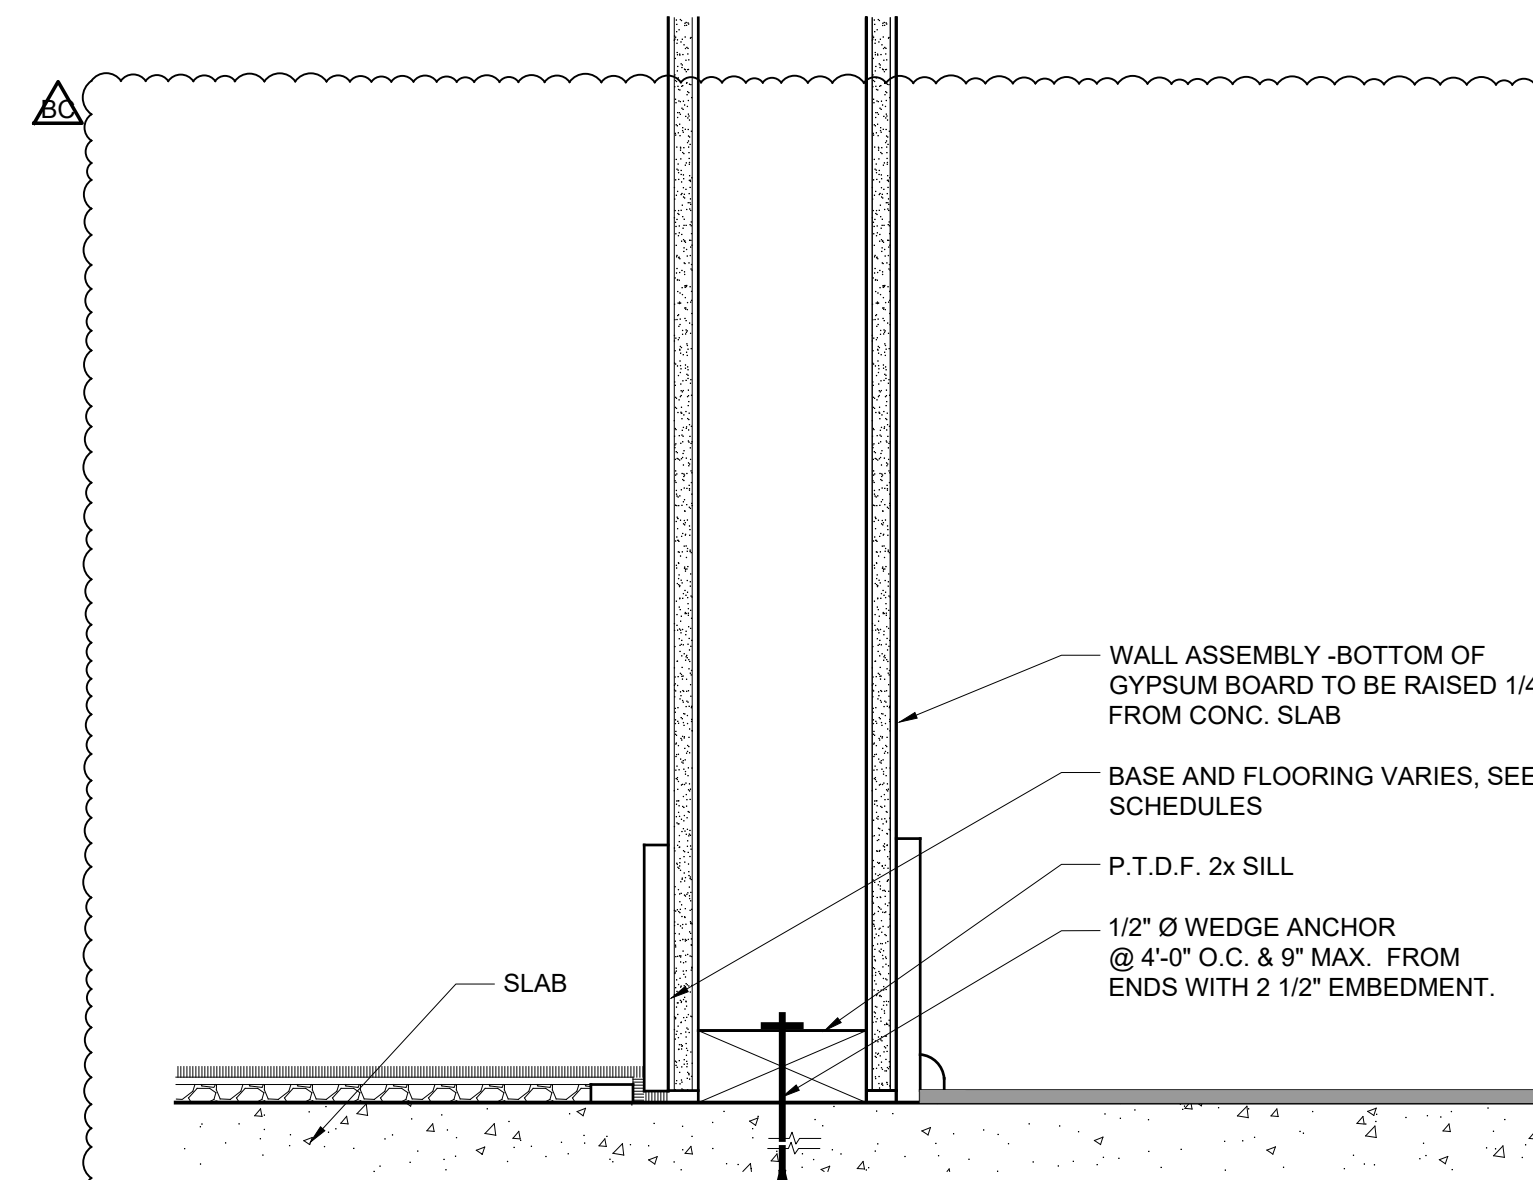 BC
WALL ASSEMBLY -BOTTOM OF
GYPSUM BOARD TO BE RAISED 1/4
FROM CONC. SLAB
BASE AND FLOORING VARIES, SEE
SCHEDULES
P.T.D.F. 2x SILL
1/2" Ø WEDGE ANCHOR
@ 4'-0" O.C. & 9" MAX. FROM
ENDS WITH 2 1/2" EMBEDMENT.
SLAB